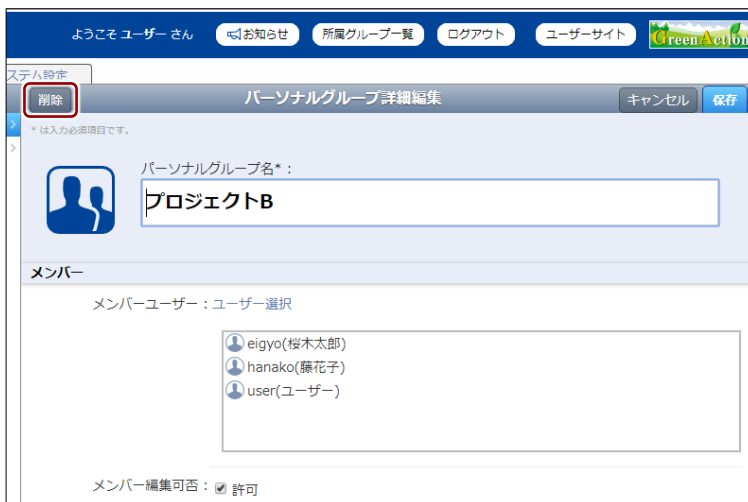 ようこそ ユーザー さん お知らせ 所属グループ一覧 ログアウト ユーザーサイト GreenAction
ステム設定
削除 パーソナルグループ詳細編集 キャンセル 保存
* は入力必須項目です。
パーソナルグループ名*：
プロジェクトB
メンバー
メンバーユーザー：ユーザー選択
eigyo(桜木太郎)
hanako(藤花子)
user(ユーザー)
メンバー編集可否： 許可